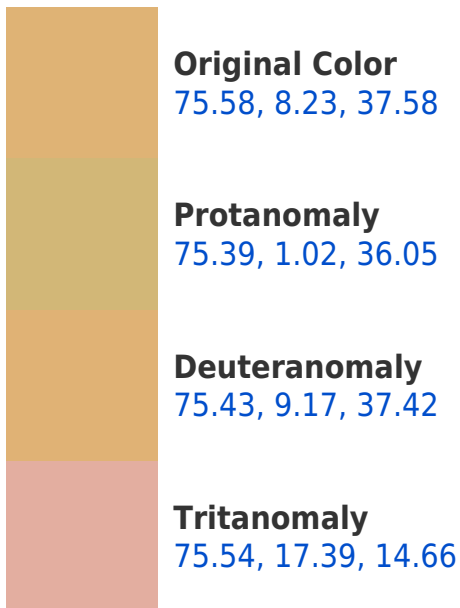 Original Color
75.58, 8.23, 37.58
Protanomaly
75.39, 1.02, 36.05
Deuteranomaly
75.43, 9.17, 37.42
Tritanomaly
75.54, 17.39, 14.66